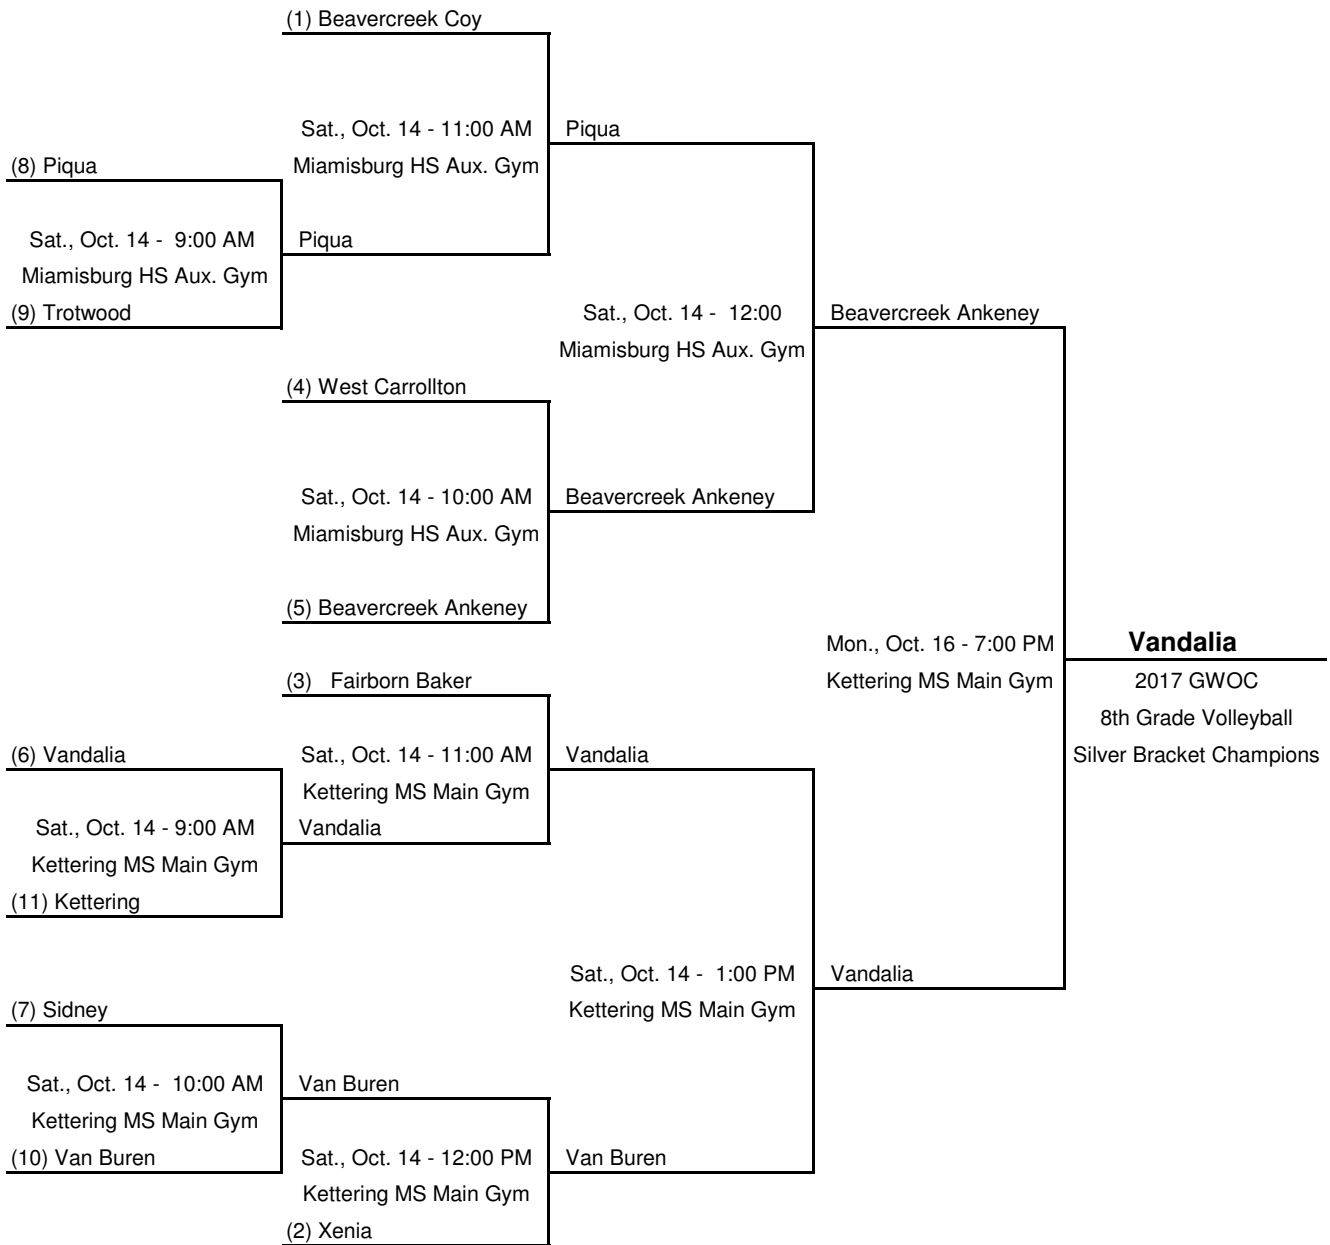 (1) Beavercreek Coy
Sat., Oct. 14 - 11:00 AM
Piqua
(8) Piqua
Miamisburg HS Aux. Gym
Sat., Oct. 14 -  9:00 AM
Piqua
Miamisburg HS Aux. Gym
(9) Trotwood
Sat., Oct. 14 -  12:00
Beavercreek Ankeney
Miamisburg HS Aux. Gym
(4) West Carrollton
Sat., Oct. 14 - 10:00 AM
Beavercreek Ankeney
Miamisburg HS Aux. Gym
(5) Beavercreek Ankeney
Mon., Oct. 16 - 7:00 PM
Vandalia
(3)   Fairborn Baker
Kettering MS Main Gym
2017 GWOC
8th Grade Volleyball
(6) Vandalia
Sat., Oct. 14 - 11:00 AM
Vandalia
Silver Bracket Champions
Kettering MS Main Gym
Sat., Oct. 14 - 9:00 AM
Vandalia
Kettering MS Main Gym
(11) Kettering
Sat., Oct. 14 -  1:00 PM
Vandalia
(7) Sidney
Kettering MS Main Gym
Sat., Oct. 14 -  10:00 AM
Van Buren
Kettering MS Main Gym
(10) Van Buren
Sat., Oct. 14 - 12:00 PM
Van Buren
Kettering MS Main Gym
(2) Xenia